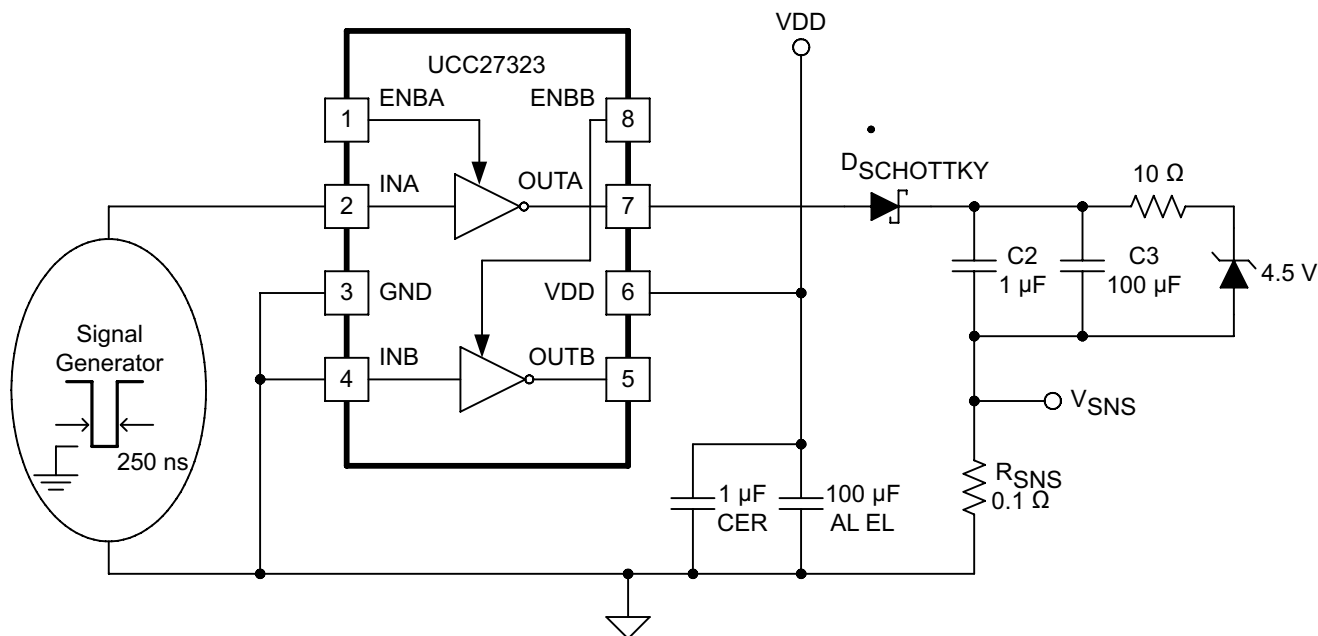 VDD
UCC27323
ENBA
ENBB
1
8
INA
OUTA
2
7
DSCHOTTKY
10 Ω
C2
1 µF
C3
100 µF
4.5 V
3
GND
VDD
6
Signal
Generator
250 ns
4
INB
OUTB
5
VSNS
RSNS
0.1 Ω
1 µF
CER
100 µF
AL EL